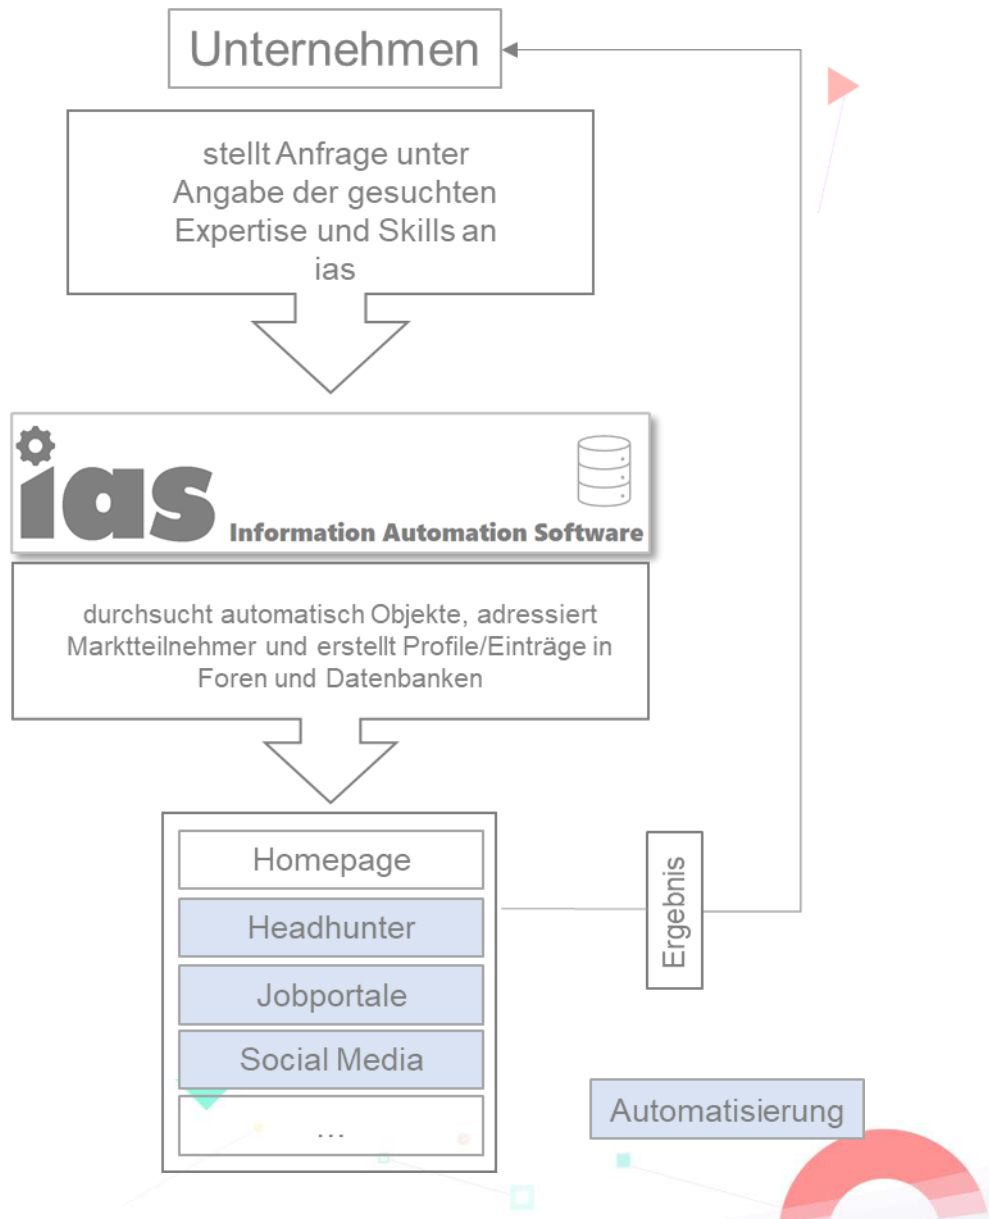 Unternehmen
stellt Anfrage unter
Angabe der gesuchten
Expertise und Skills an
ias
ias
Information Automation Software
durchsucht automatisch Objekte, adressiert
Marktteilnehmer und erstellt Profile/Einträge in
Foren und Datenbanken
Homepage
Headhunter
Jobportale
Social Media
...
Ergebnis
Automatisierung